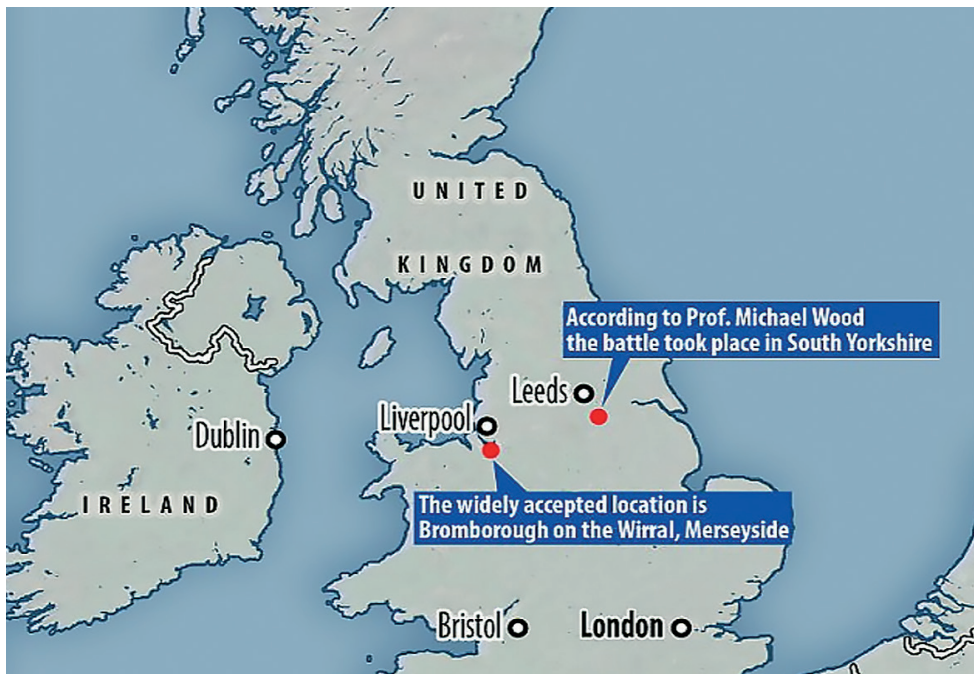 UNITED
KINGDOM
According to Prof. Michael Wood
the battle took place in South Yorkshire
Leeds
Liverpool
Dublin
IRELAND
The widely accepted location is
Bromborough on the Wirral, Merseyside
Bristol
London